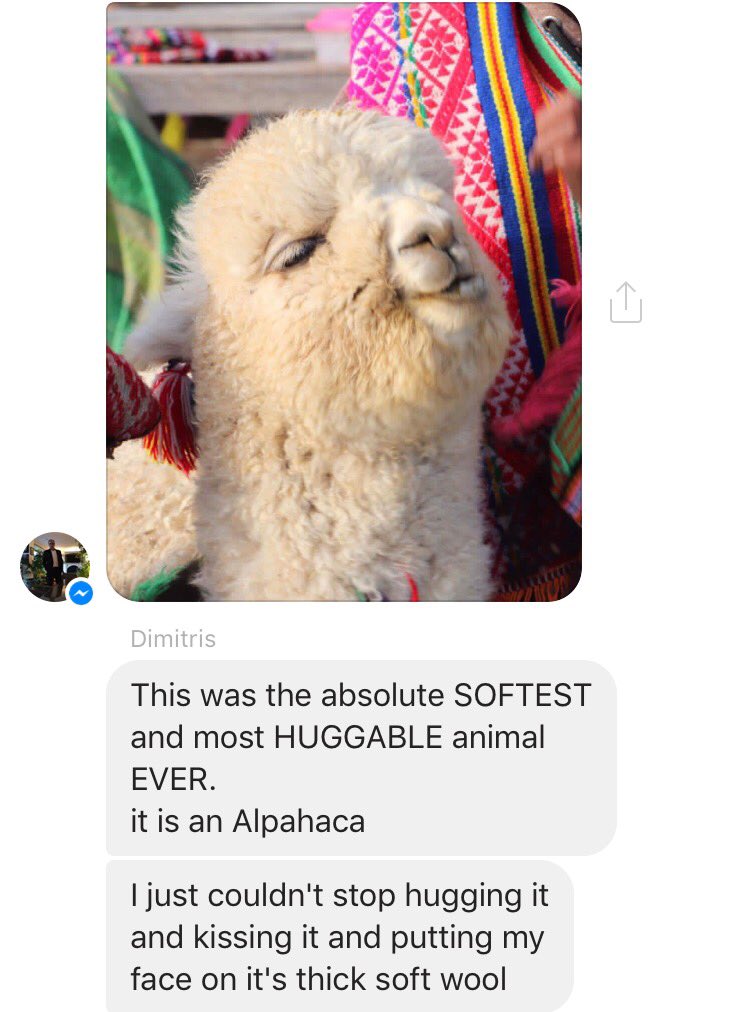 Dimitris
This was the absolute SOFTEST
and most HUGGABLE animal
EVER.
it is an Alpahaca
I just couldn't stop hugging it
and kissing it and putting my
face on it's thick soft wool